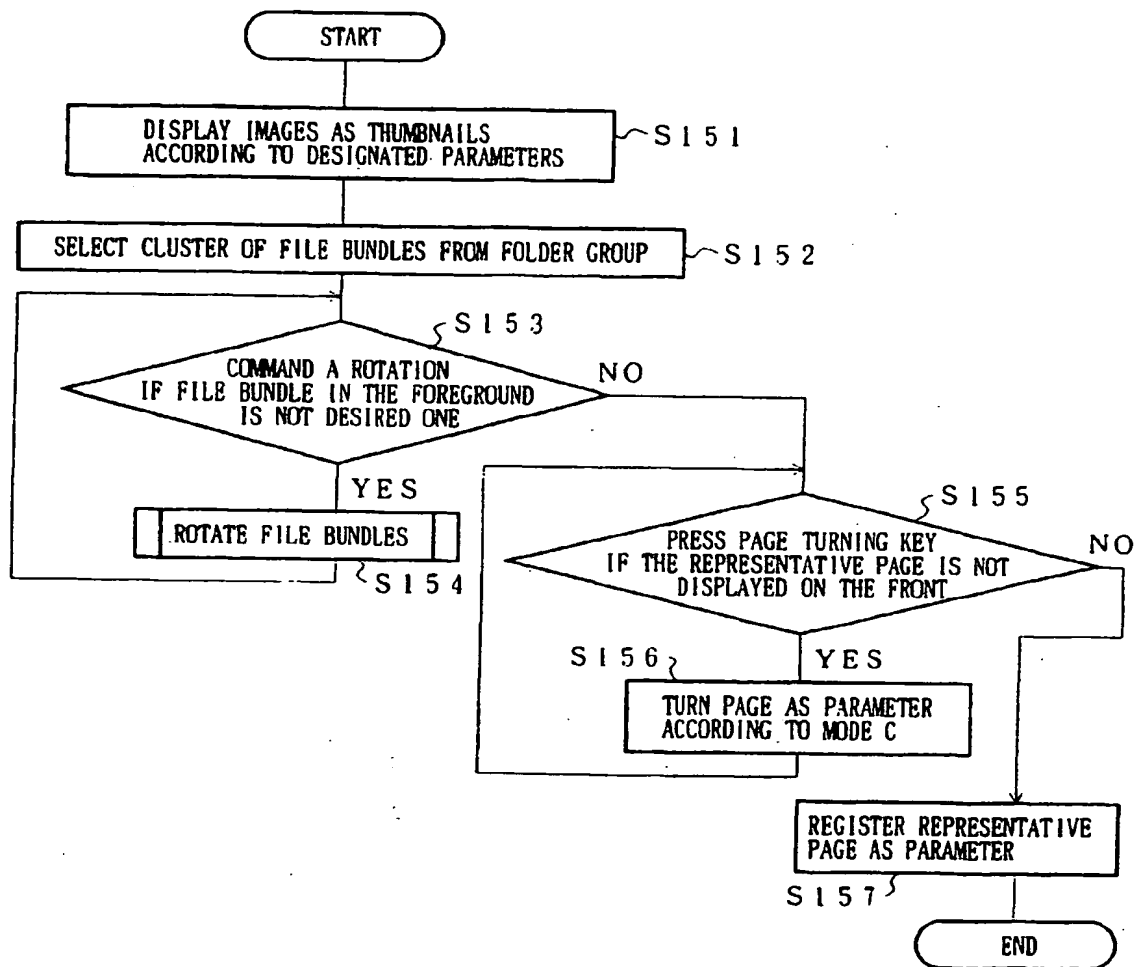 START
DISPLAY IMAGES AS THUMBNAILS
ACCORDING TO DESIGNATED PARAMETERS
S151
SELECT CLUSTER OF FILE BUNDLES FROM FOLDER GROUP
S152
S153
COMMAND A ROTATION
IF FILE BUNDLE IN THE FOREGROUND
IS NOT DESIRED ONE
NO
YES
ROTATE FILE BUNDLES
S154
S155
PRESS PAGE TURNING KEY
IF THE REPRESENTATIVE PAGE IS NOT
DISPLAYED ON THE FRONT
NO
S156
YES
TURN PAGE AS PARAMETER
ACCORDING TO MODE C
REGISTER REPRESENTATIVE
PAGE AS PARAMETER
S157
END